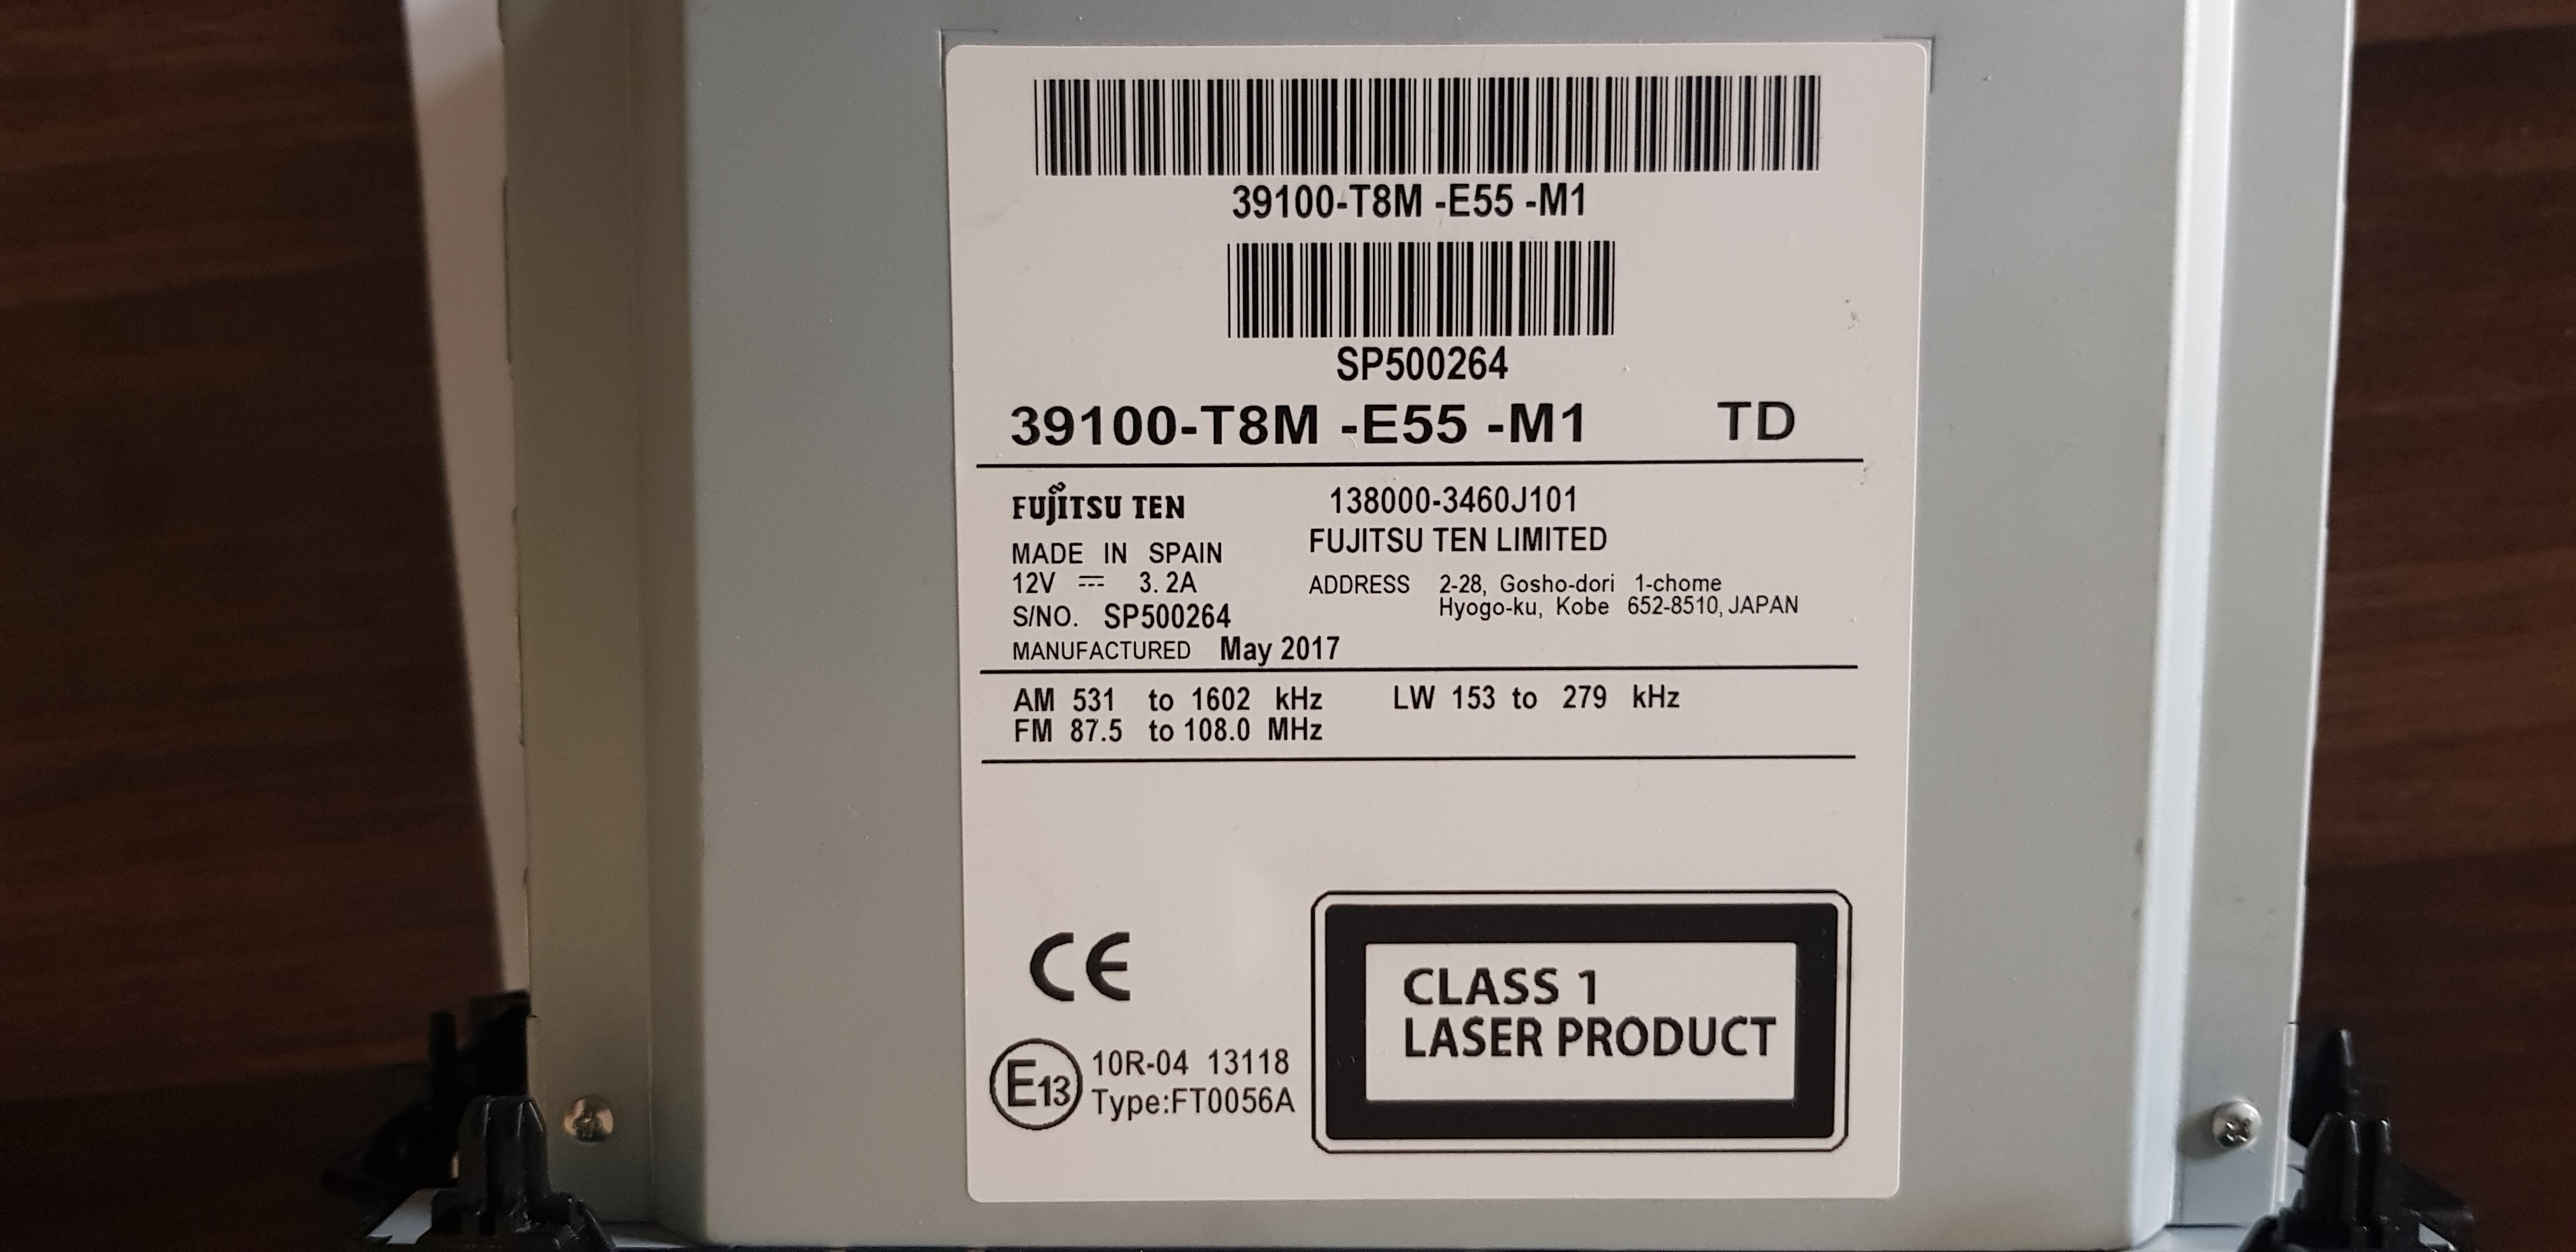 39100-T8M -E55 -M1
SP500264
39100-T8M -E55 -M1 TD
FUJITSU TEN
138000-3460J101
FUJITSU TEN LIMITED
MADE IN SPAIN
12V ⎓ 3.2A
ADDRESS 2-28, Gosho-dori 1-chome
Hyogo-ku, Kobe 652-8510, JAPAN
S/NO. SP500264
MANUFACTURED May 2017
AM 531 to 1602 kHz LW 153 to 279 kHz
FM 87.5 to 108.0 MHz
CE
E13 10R-04 13118
Type:FT0056A
CLASS 1
LASER PRODUCT